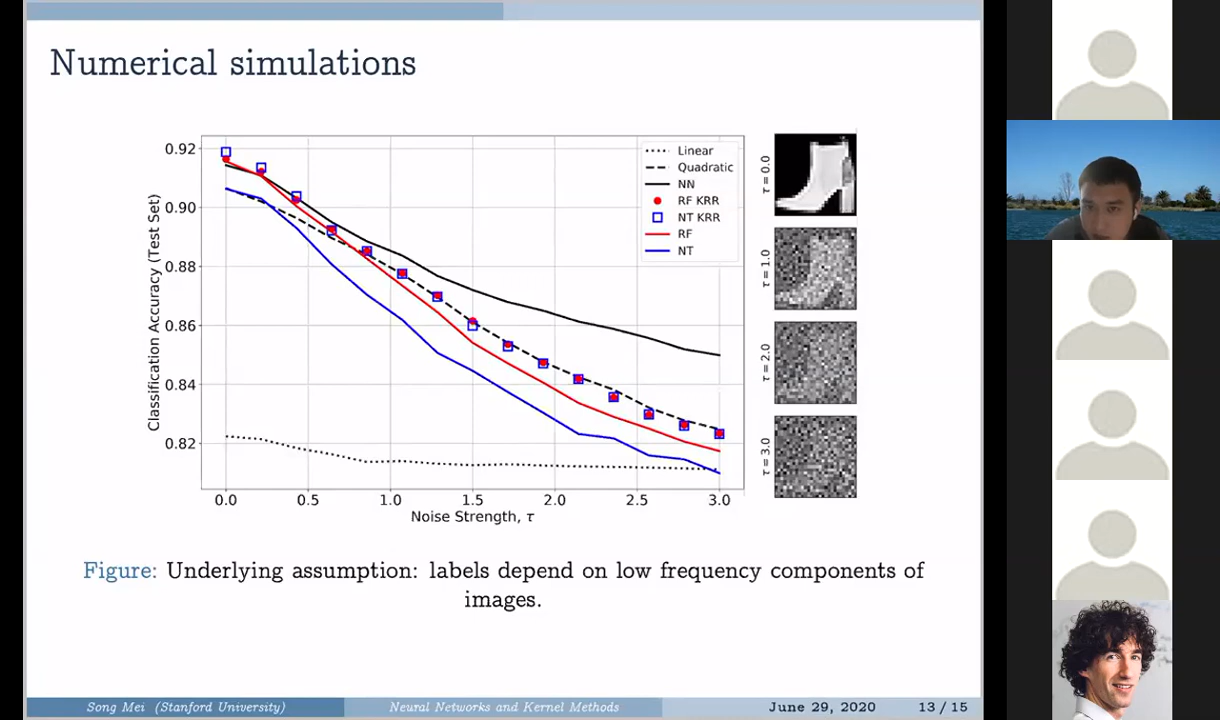 Numerical simulations
0.92
0.90
0.88
0.86
0.84
0.82
Classification Accuracy (Test Set)
Linear
Quadratic
NN
RF KRR
NT KRR
RF
NT
0.0
0.5
1.0
1.5
2.0
2.5
3.0
Noise Strength, τ
τ = 0.0
τ = 1.0
τ = 2.0
τ = 3.0
Figure: Underlying assumption: labels depend on low frequency components of
images.
Song Mei (Stanford University)
Neural Networks and Kernel Methods
June 29, 2020
13 / 15